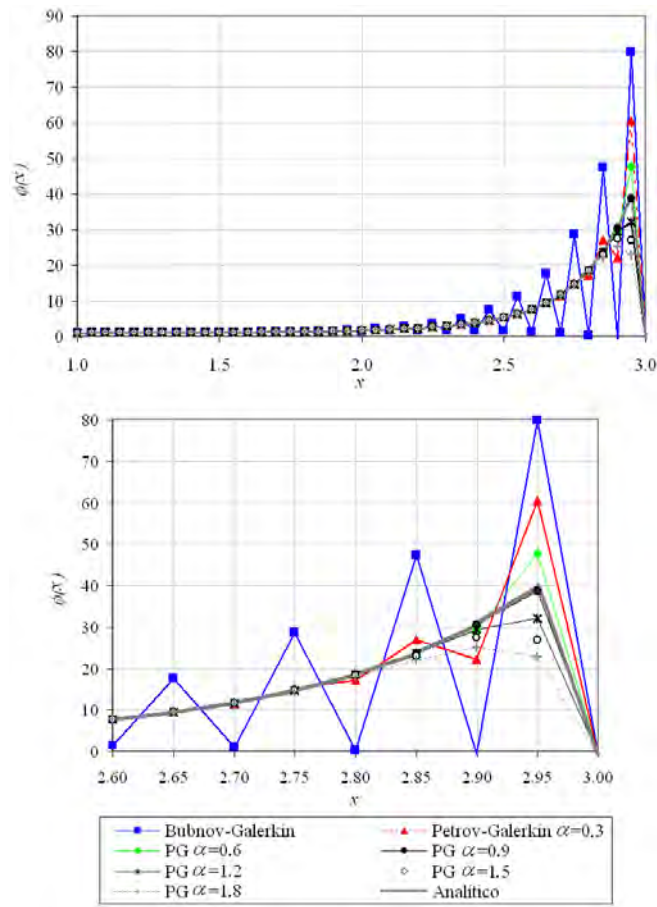 90
80
70
60
50
40
30
20
10
0
φ(x)
1.0 1.5 2.0 2.5 3.0
x
80
70
60
50
40
30
20
10
0
φ(x)
2.60 2.65 2.70 2.75 2.80 2.85 2.90 2.95 3.00
x
Bubnov-Galerkin Petrov-Galerkin α=0.3
PG α=0.6 PG α=0.9
PG α=1.2 PG α=1.5
PG α=1.8 Analítico